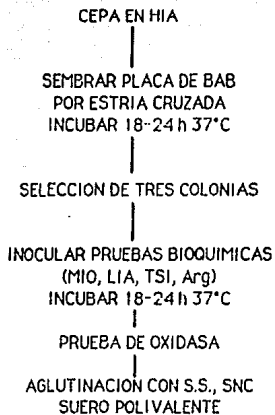 CEPA EN HIA
SEMBRAR PLACA DE BAB
POR ESTRIA CRUZADA
INCUBAR 18-24 h 37°C
SELECCION DE TRES COLONIAS
INOCULAR PRUEBAS BIOQUIMICAS
(MIO, LIA, TSI, Arg)
INCUBAR 18-24 h 37°C
PRUEBA DE OXIDASA
AGLUTINACION CON S.S., SNC
SUERO POLIVALENTE